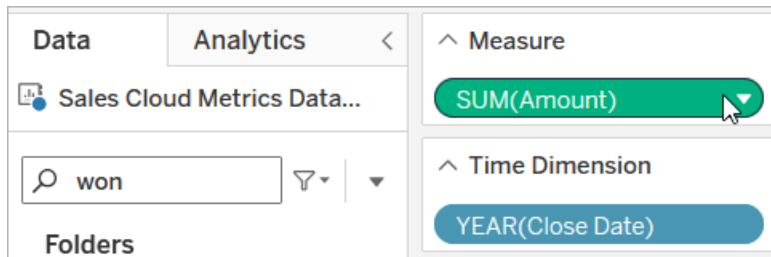 Data
Analytics
Sales Cloud Metrics Data...
won
Folders
Measure
SUM(Amount)
Time Dimension
YEAR(Close Date)